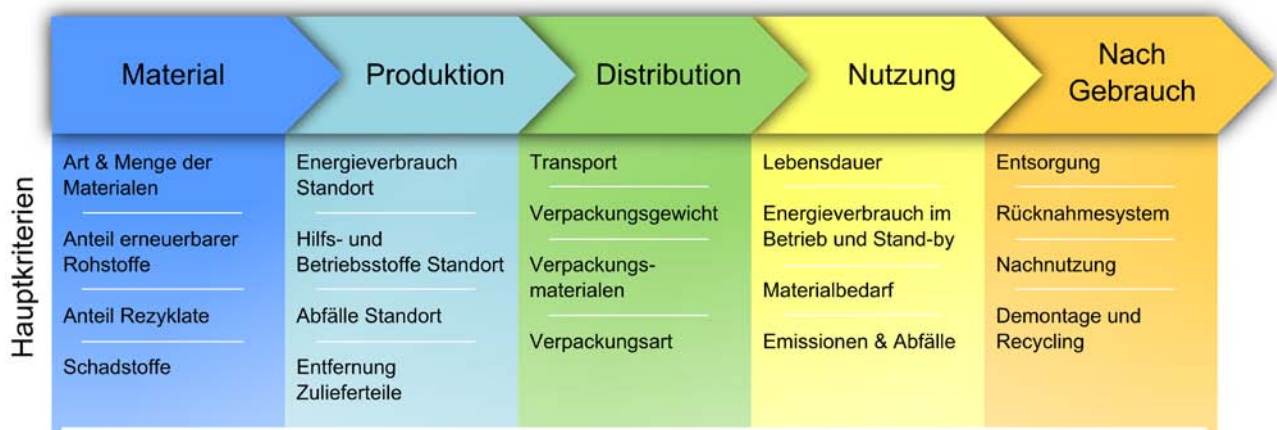 Material
Produktion
Distribution
Nutzung
Nach
Gebrauch
Hauptkriterien
Art & Menge der
Materialen
Anteil erneuerbarer
Rohstoffe
Anteil Rezyklate
Schadstoffe
Energieverbrauch
Standort
Hilfs- und
Betriebsstoffe Standort
Abfälle Standort
Entfernung
Zulieferteile
Transport
Verpackungsgewicht
Verpackungs-
materialen
Verpackungsart
Lebensdauer
Energieverbrauch im
Betrieb und Stand-by
Materialbedarf
Emissionen & Abfälle
Entsorgung
Rücknahmesystem
Nachnutzung
Demontage und
Recycling